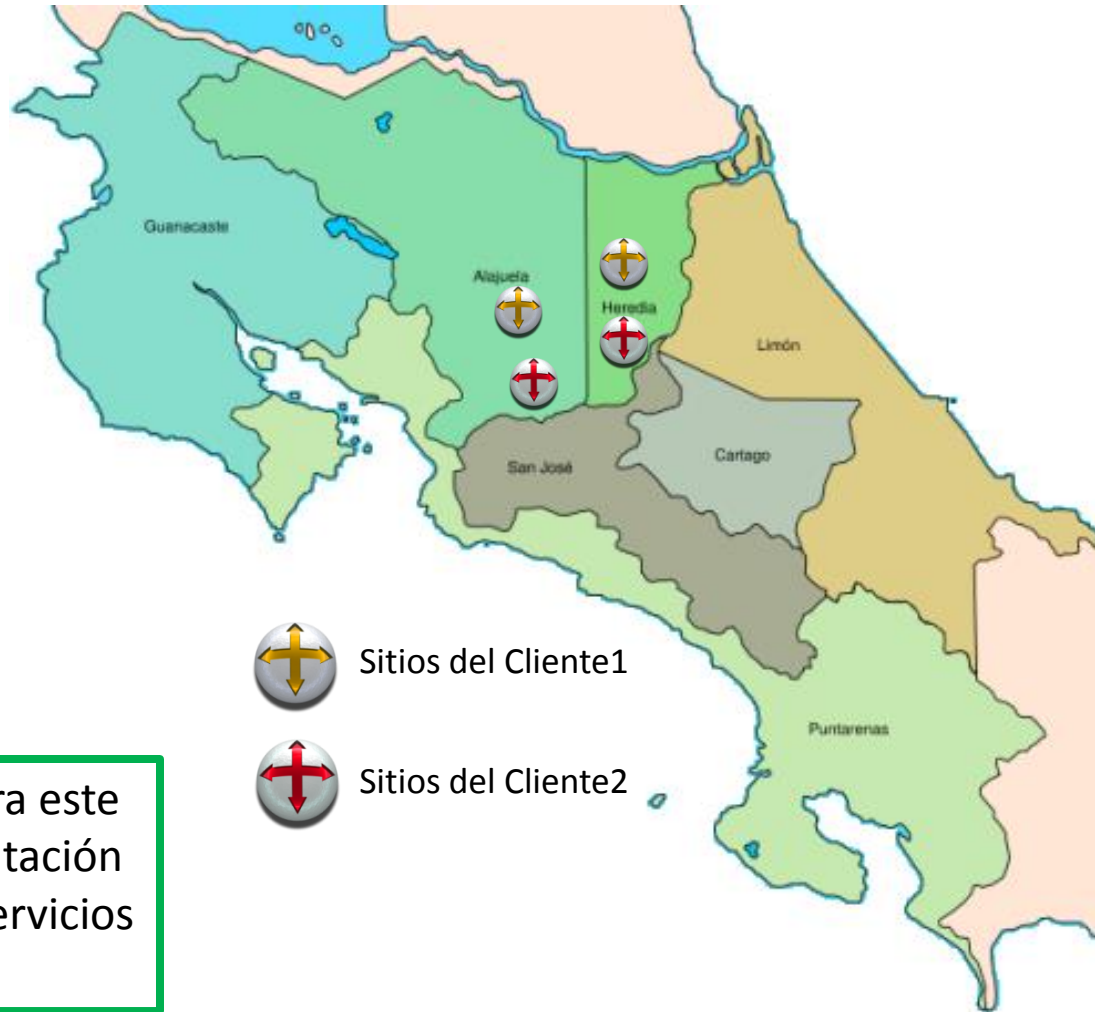 Guanacaste
Alajuela
Heredia
Limón
San José
Cartago
Sitios del Cliente1
Puntarenas
Sitios del Cliente2
ra este
tación
ervicios